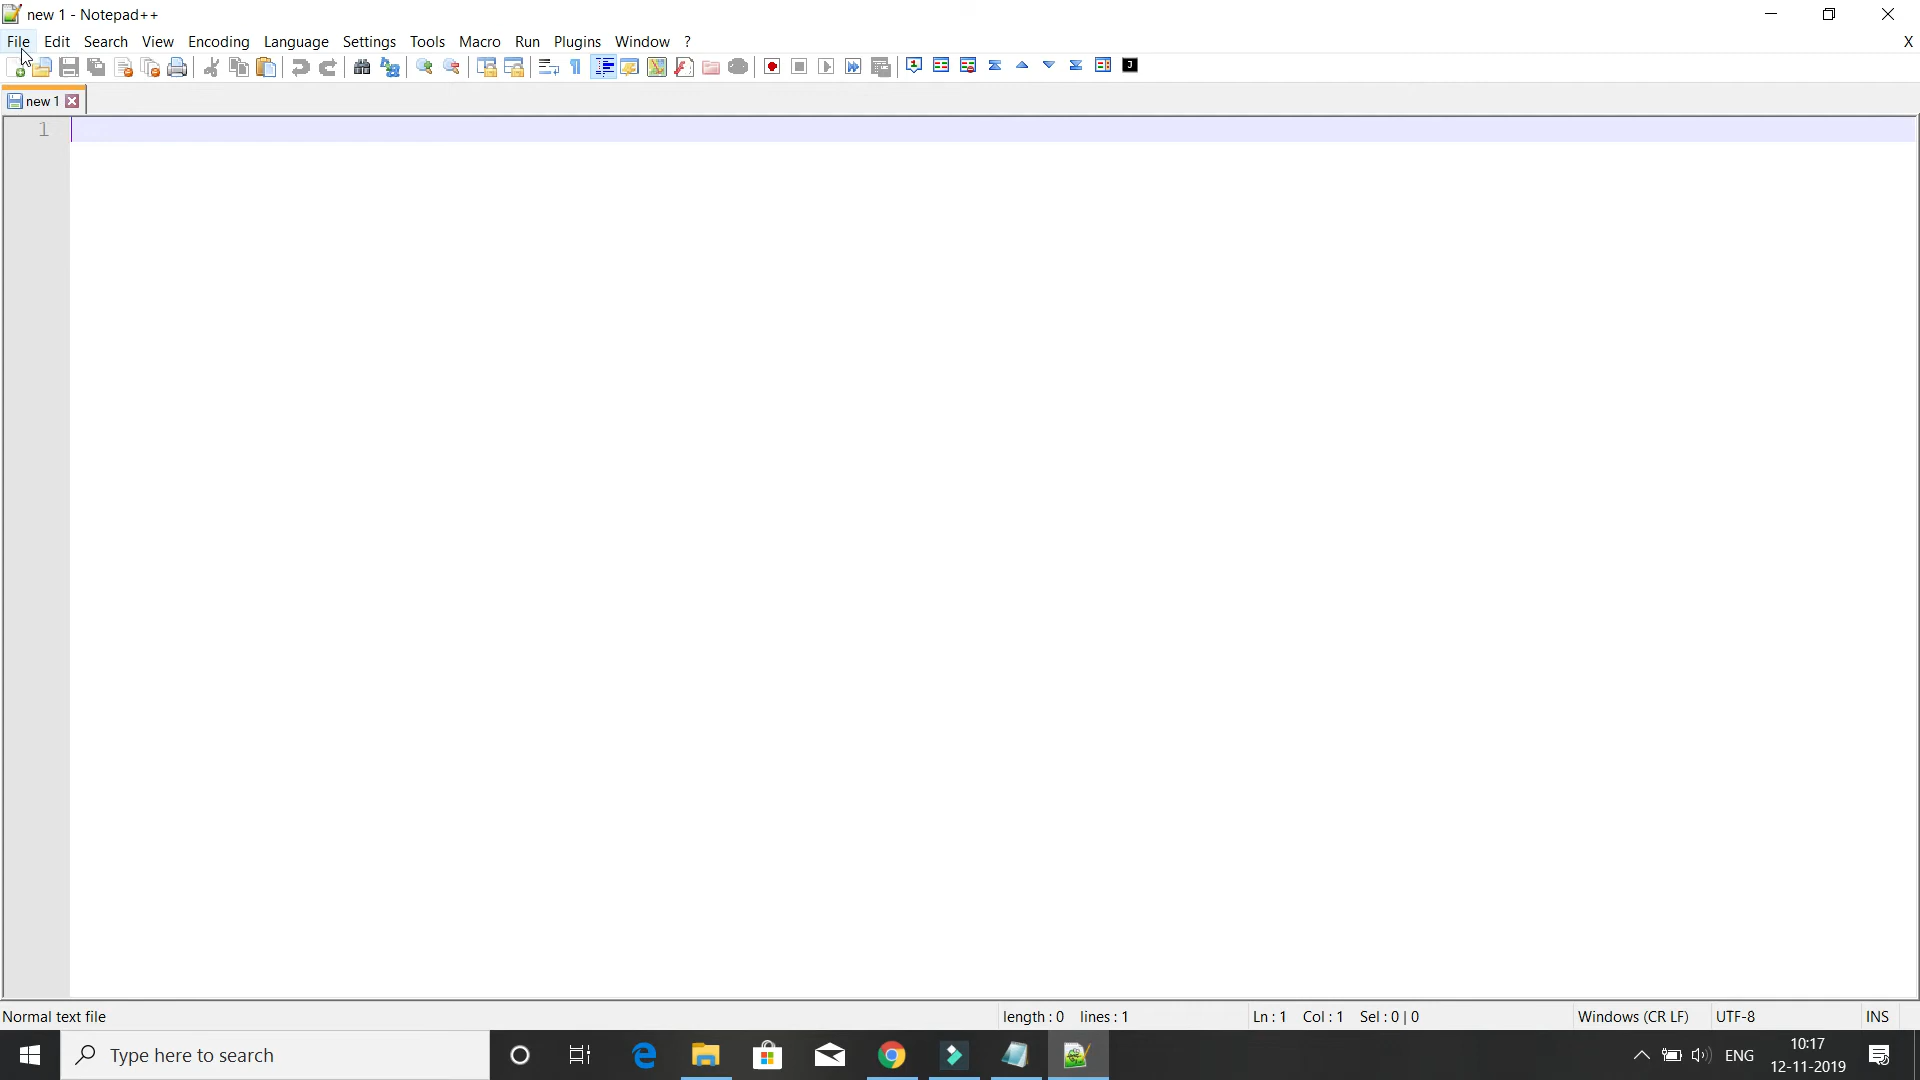 new 1 - Notepad++
File Edit Search View Encoding Language Settings Tools Macro Run Plugins Window ? X
new 1
1
Normal text file length : 0 lines : 1 Ln : 1 Col : 1 Sel : 0 | 0 Windows (CR LF) UTF-8 INS
Type here to search ENG 10:17
12-11-2019